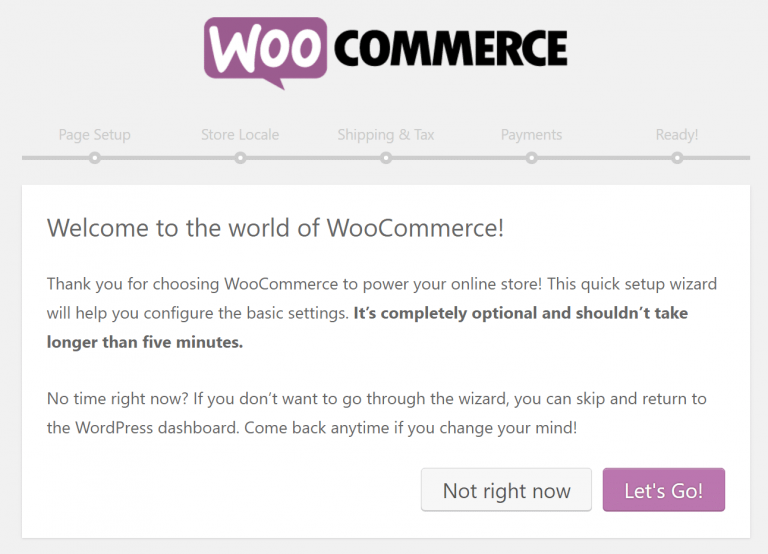 WOO COMMERCE
Page Setup Store Locale Shipping & Tax Payments Ready!
Welcome to the world of WooCommerce!
Thank you for choosing WooCommerce to power your online store! This quick setup wizard
will help you configure the basic settings. It’s completely optional and shouldn’t take
longer than five minutes.
No time right now? If you don’t want to go through the wizard, you can skip and return to
the WordPress dashboard. Come back anytime if you change your mind!
Not right now Let's Go!